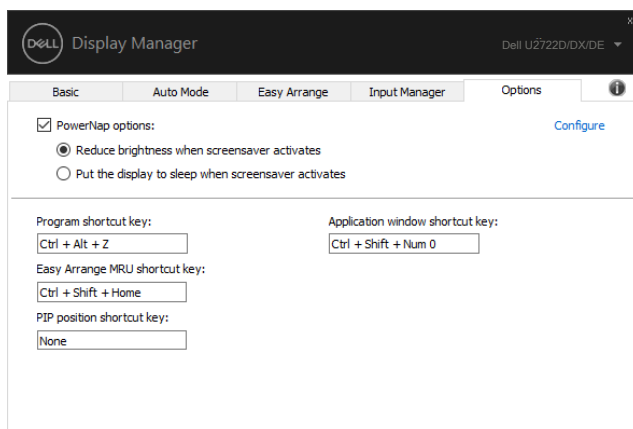 DELL Display Manager
Dell U2722D/DX/DE
Basic Auto Mode Easy Arrange Input Manager Options
PowerNap options:
Configure
Reduce brightness when screensaver activates
Put the display to sleep when screensaver activates
Program shortcut key:
Application window shortcut key:
Ctrl + Alt + Z
Ctrl + Shift + Num 0
Easy Arrange MRU shortcut key:
Ctrl + Shift + Home
PIP position shortcut key:
None